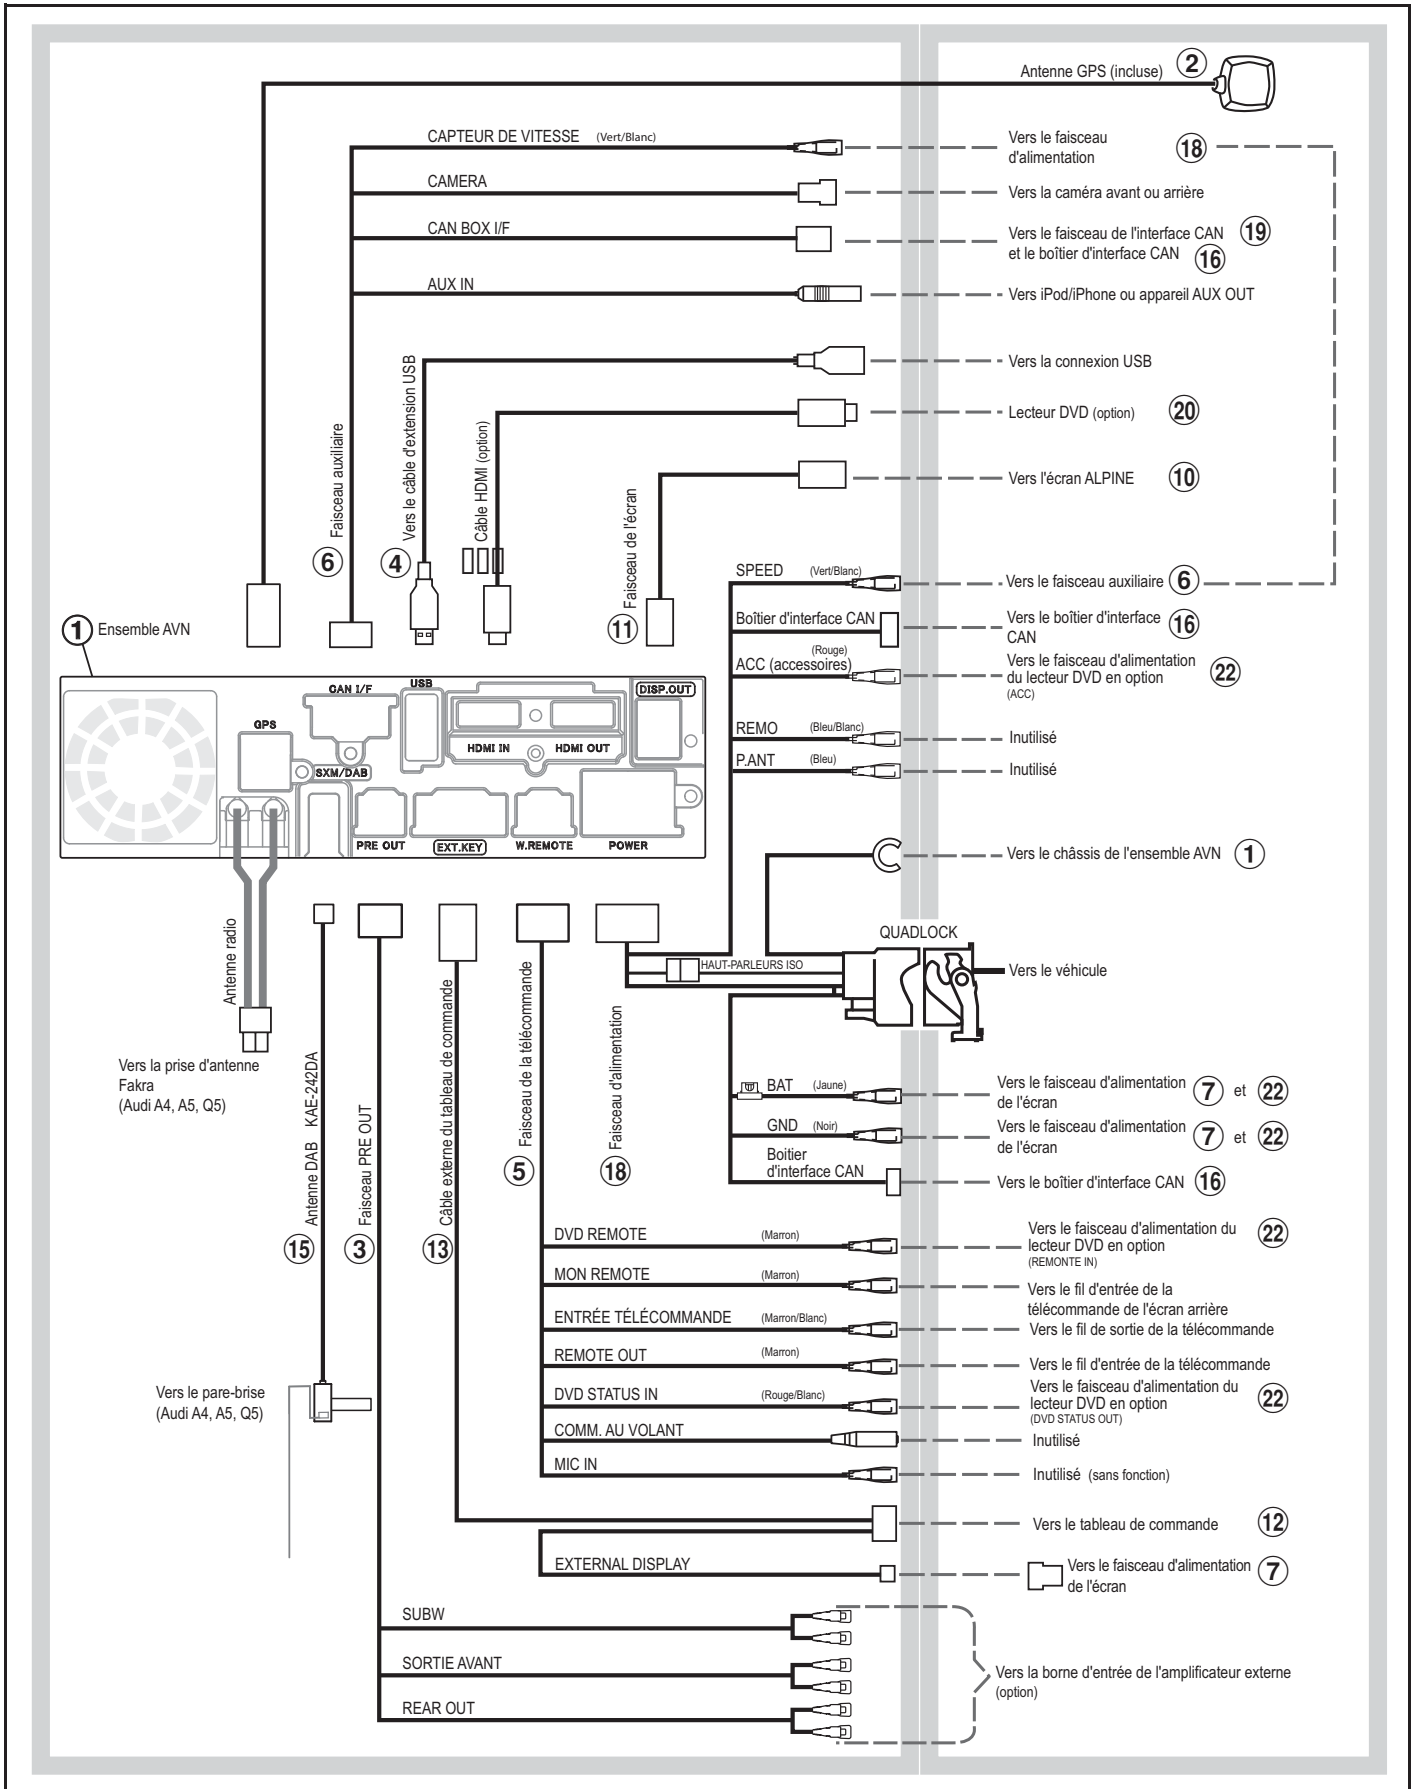 Antenne GPS (incluse) 2
CAPTEUR DE VITESSE (Vert/Blanc)
Vers le faisceau
d'alimentation
18
CAMERA
Vers la caméra avant ou arrière
CAN BOX I/F
Vers le faisceau de l'interface CAN 19
et le boîtier d'interface CAN 16
AUX IN
Vers iPod/iPhone ou appareil AUX OUT
Vers la connexion USB
Lecteur DVD (option) 20
Vers l'écran ALPINE 10
6 Faisceau auxiliaire
4 Vers le câble d'extension USB
Câble HDMI (option)
11 Faisceau de l'écran
SPEED (Vert/Blanc)
Vers le faisceau auxiliaire 6
Boîtier d'interface CAN
Vers le boîtier d'interface
CAN
16
(Rouge)
ACC (accessoires)
Vers le faisceau d'alimentation
du lecteur DVD en option
(ACC)
22
REMO (Bleu/Blanc)
Inutilisé
P.ANT (Bleu)
Inutilisé
1 Ensemble AVN
GPS
CAN I/F
USB
SXM/DAB
HDMI IN
HDMI OUT
DISP.OUT
PRE OUT
EXT.KEY
W.REMOTE
POWER
Vers le châssis de l'ensemble AVN 1
QUADLOCK
HAUT-PARLEURS ISO
Vers le véhicule
Antenne radio
Vers la prise d'antenne
Fakra
(Audi A4, A5, Q5)
15 Antenne DAB KAE-242DA
3 Faisceau PRE OUT
13 Câble externe du tableau de commande
5 Faisceau de la télécommande
18 Faisceau d'alimentation
BAT (Jaune)
Vers le faisceau d'alimentation
de l'écran
7 et 22
GND (Noir)
Vers le faisceau d'alimentation
de l'écran
7 et 22
Boitier
d'interface CAN
Vers le boîtier d'interface CAN 16
DVD REMOTE (Marron)
Vers le faisceau d'alimentation du
lecteur DVD en option
(REMONTE IN)
22
MON REMOTE (Marron)
Vers le fil d'entrée de la
télécommande de l'écran arrière
ENTRÉE TÉLÉCOMMANDE (Marron/Blanc)
Vers le fil de sortie de la télécommande
REMOTE OUT (Marron)
Vers le fil d'entrée de la télécommande
DVD STATUS IN (Rouge/Blanc)
Vers le faisceau d'alimentation du
lecteur DVD en option
(DVD STATUS OUT)
22
COMM. AU VOLANT
Inutilisé
MIC IN
Inutilisé (sans fonction)
Vers le pare-brise
(Audi A4, A5, Q5)
Vers le tableau de commande 12
EXTERNAL DISPLAY
Vers le faisceau d'alimentation
de l'écran
7
SUBW
SORTIE AVANT
REAR OUT
Vers la borne d'entrée de l'amplificateur externe
(option)